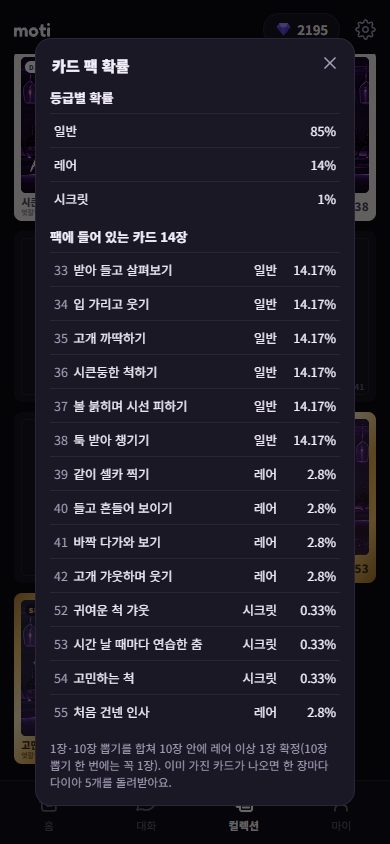 moti
2195
카드 팩 확률
등급별 확률
일반 85%
레어 14%
시크릿 1%
팩에 들어 있는 카드 14장
33 받아 들고 살펴보기 일반 14.17%
34 입 가리고 웃기 일반 14.17%
35 고개 까딱하기 일반 14.17%
36 시큰둥한 척하기 일반 14.17%
37 볼 붉히며 시선 피하기 일반 14.17%
38 툭 받아 챙기기 일반 14.17%
39 같이 셀카 찍기 레어 2.8%
40 들고 흔들어 보이기 레어 2.8%
41 바짝 다가와 보기 레어 2.8%
42 고개 갸웃하며 웃기 레어 2.8%
52 귀여운 척 갸웃 시크릿 0.33%
53 시간 날 때마다 연습한 춤 시크릿 0.33%
54 고민하는 척 시크릿 0.33%
55 처음 건넨 인사 레어 2.8%
1장·10장 뽑기를 합쳐 10장 안에 레어 이상 1장 확정(10장
뽑기 한 번에는 꼭 1장). 이미 가진 카드가 나오면 한 장마다
다이아 5개를 돌려받아요.
38
41
53
홈 대화 컬렉션 마이